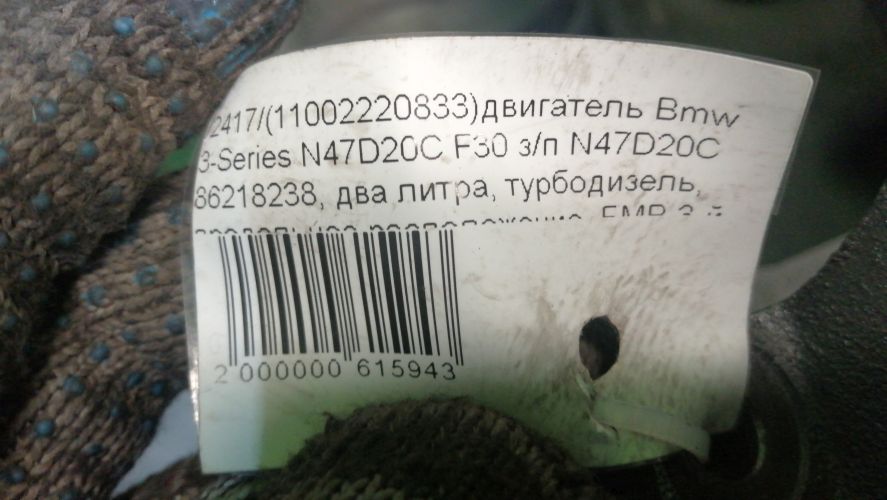 2417/(11002220833)двигатель Bmw
3-Series N47D20C F30 з/п N47D20C
86218238, два литра, турбодизель,
2 000000 615943